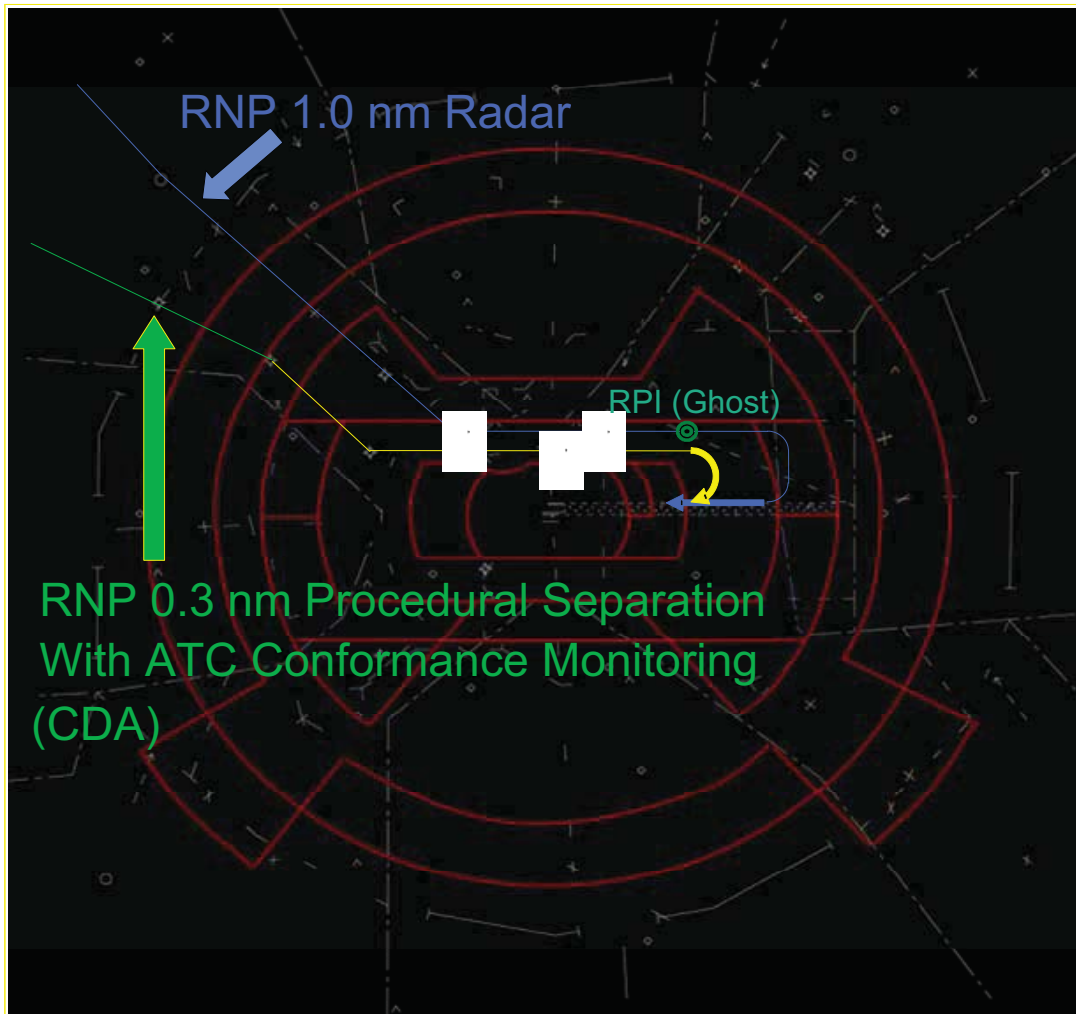 RNP 1.0 nm Radar
RPI (Ghost)
RNP 0.3 nm Procedural Separation
With ATC Conformance Monitoring
(CDA)